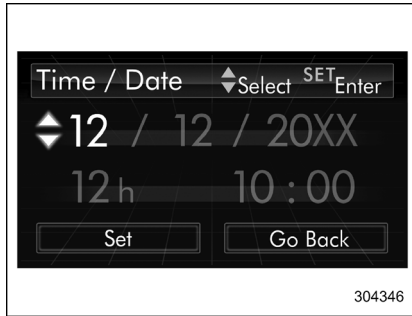 Time / Date Select SET Enter
12 / 12 / 20XX
12 h 10 : 00
Set Go Back
304346